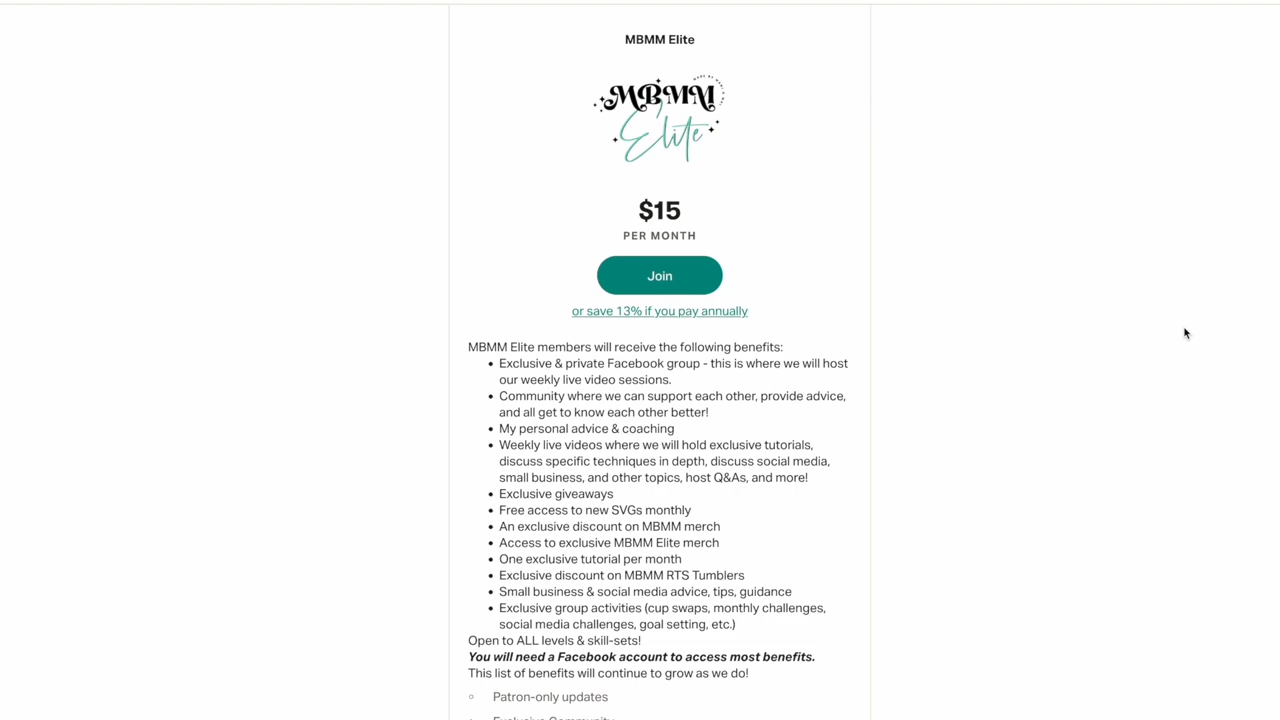 MBMM Elite
MBMM
Elite
$15
PER MONTH
Join
or save 13% if you pay annually
MBMM Elite members will receive the following benefits:
• Exclusive & private Facebook group - this is where we will host
our weekly live video sessions.
• Community where we can support each other, provide advice,
and all get to know each other better!
• My personal advice & coaching
• Weekly live videos where we will hold exclusive tutorials,
discuss specific techniques in depth, discuss social media,
small business, and other topics, host Q&As, and more!
• Exclusive giveaways
• Free access to new SVGs monthly
• An exclusive discount on MBMM merch
• Access to exclusive MBMM Elite merch
• One exclusive tutorial per month
• Exclusive discount on MBMM RTS Tumblers
• Small business & social media advice, tips, guidance
• Exclusive group activities (cup swaps, monthly challenges,
social media challenges, goal setting, etc.)
Open to ALL levels & skill-sets!
You will need a Facebook account to access most benefits.
This list of benefits will continue to grow as we do!
Patron-only updates